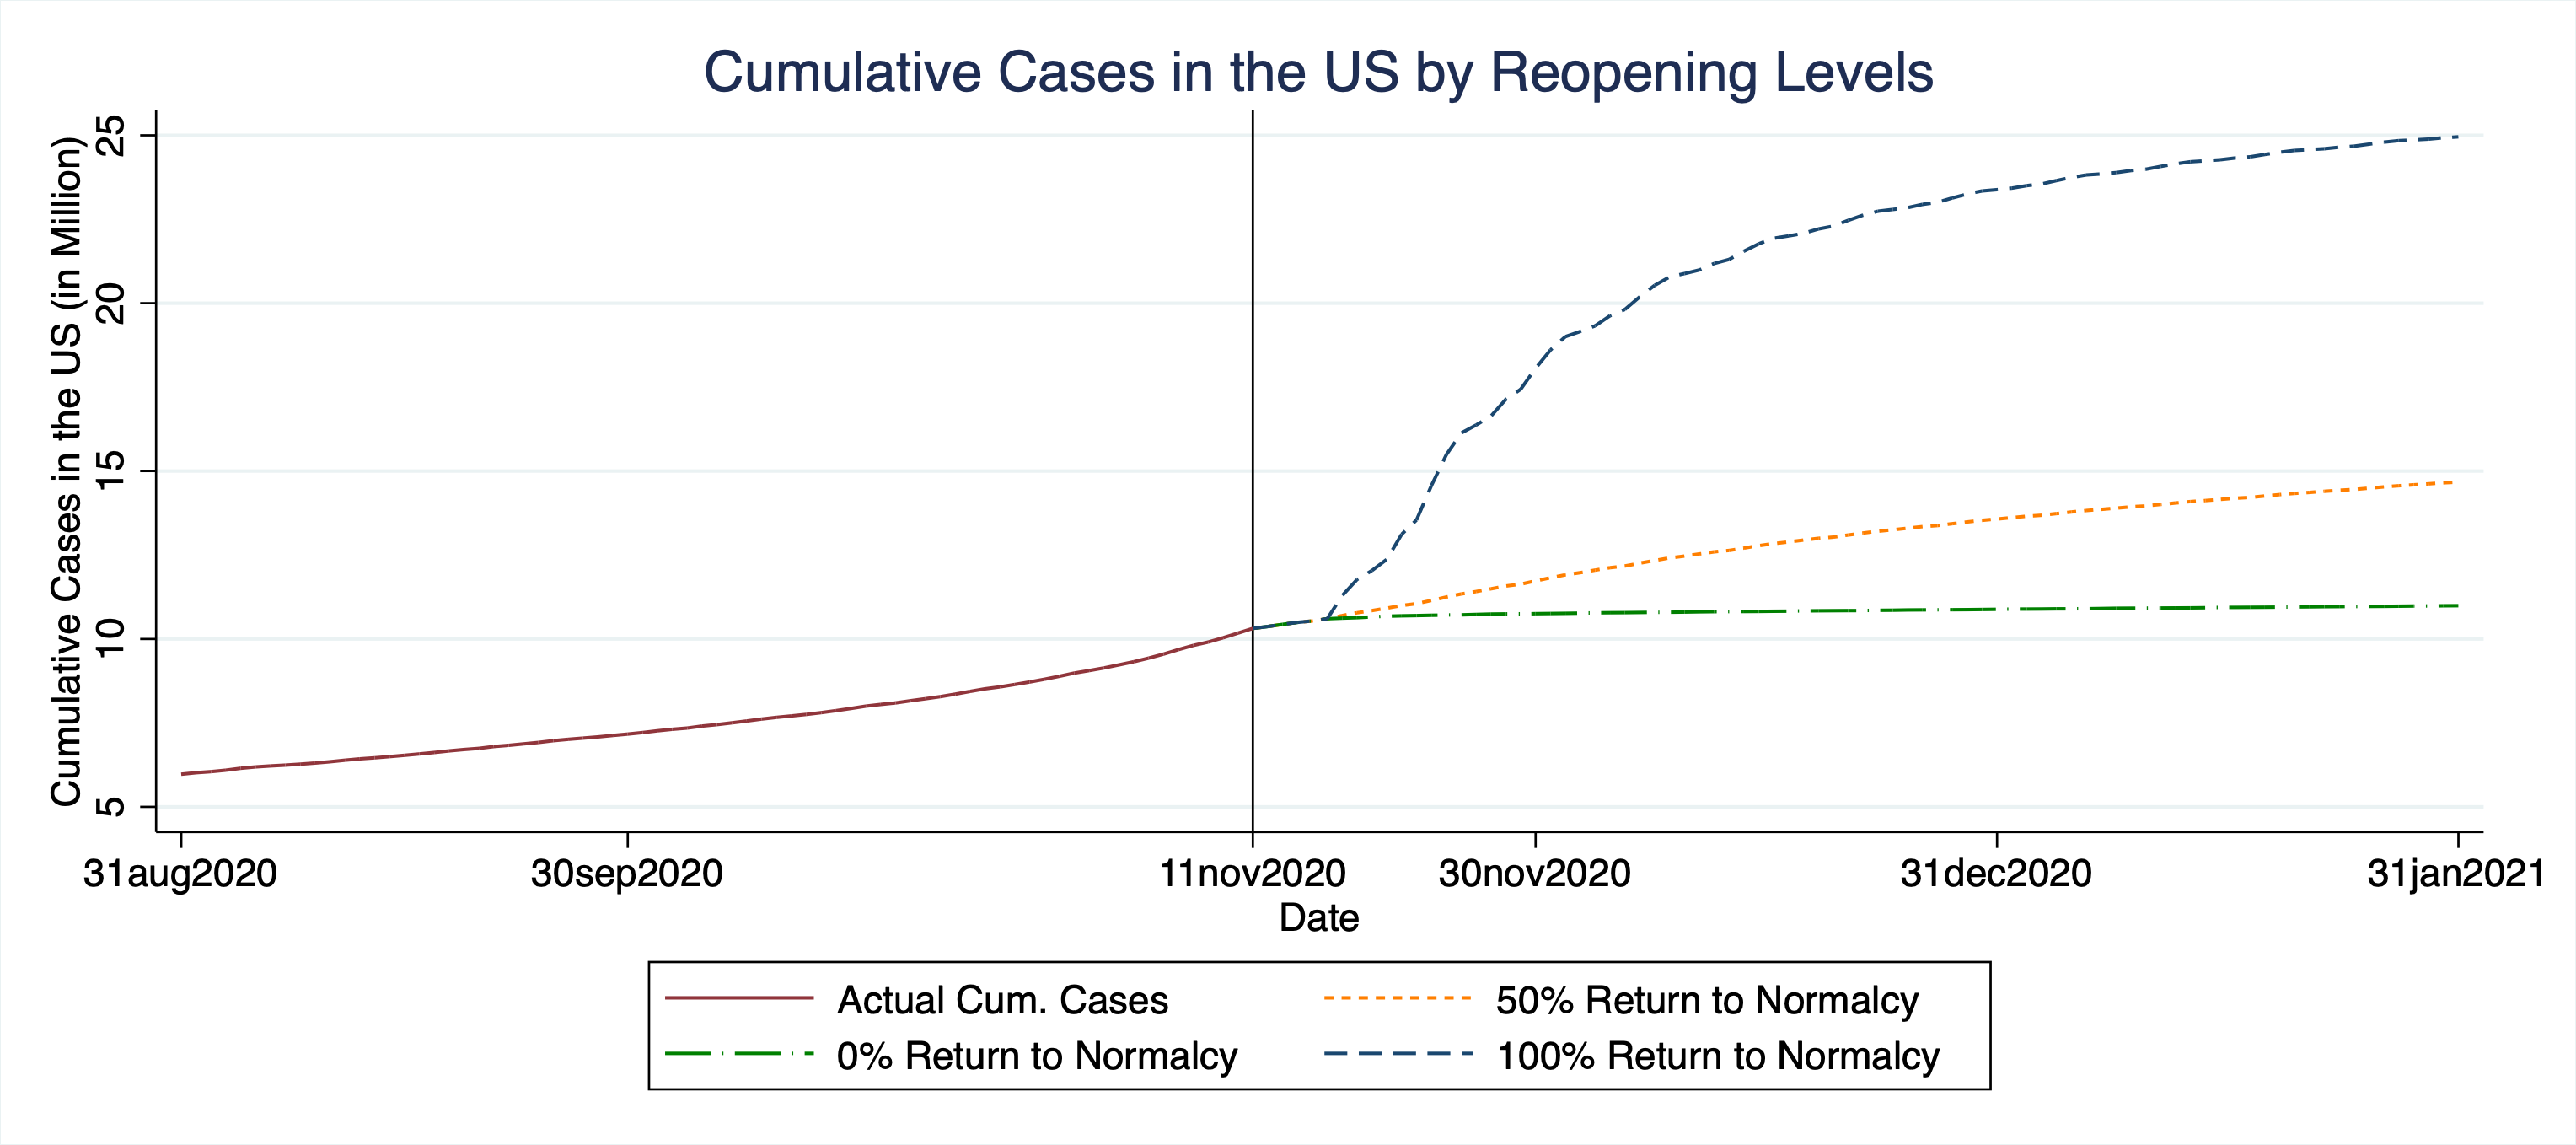 Cumulative Cases in the US by Reopening Levels
Cumulative Cases in the US (in Million)
25
20
15
10
5
31aug2020 30sep2020 11nov2020 30nov2020 31dec2020 31jan2021
Date
Actual Cum. Cases 50% Return to Normalcy
0% Return to Normalcy 100% Return to Normalcy